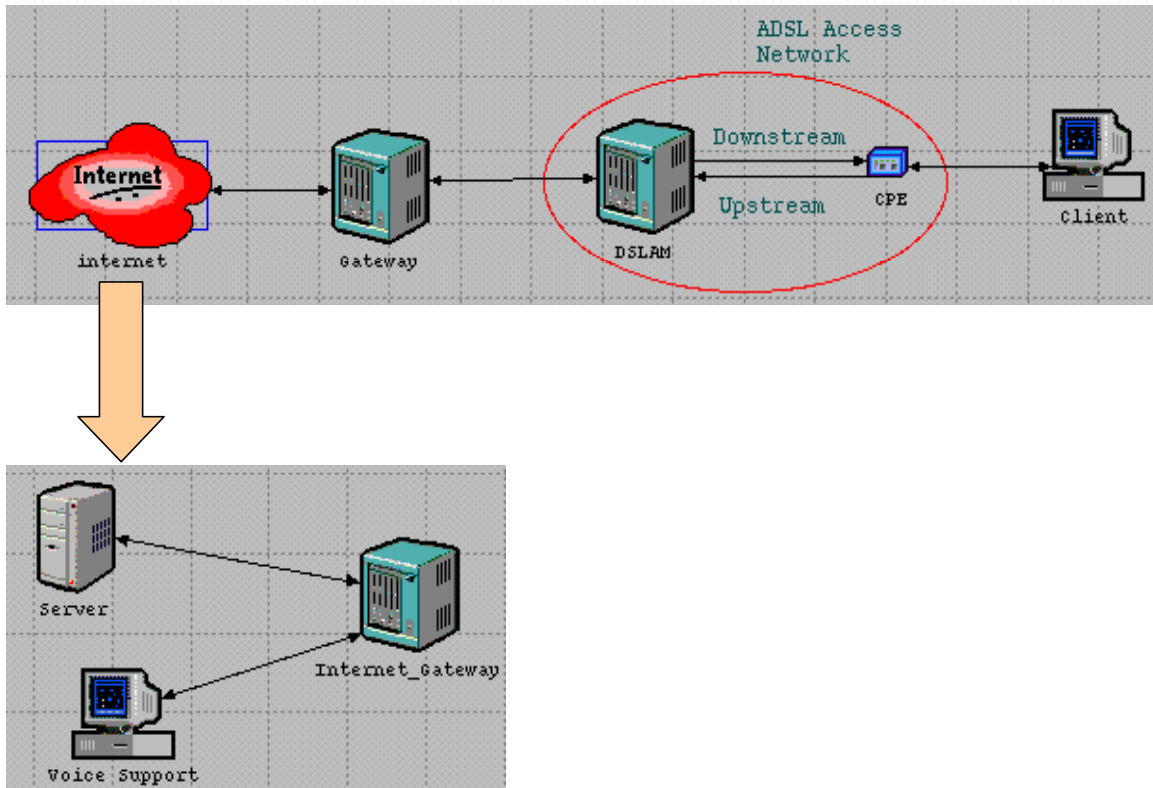 ADSL Access
Network
Internet
Downstream
Upstream
CPE
Client
internet
Gateway
DSLAM
Server
Internet_Gateway
Voice Support